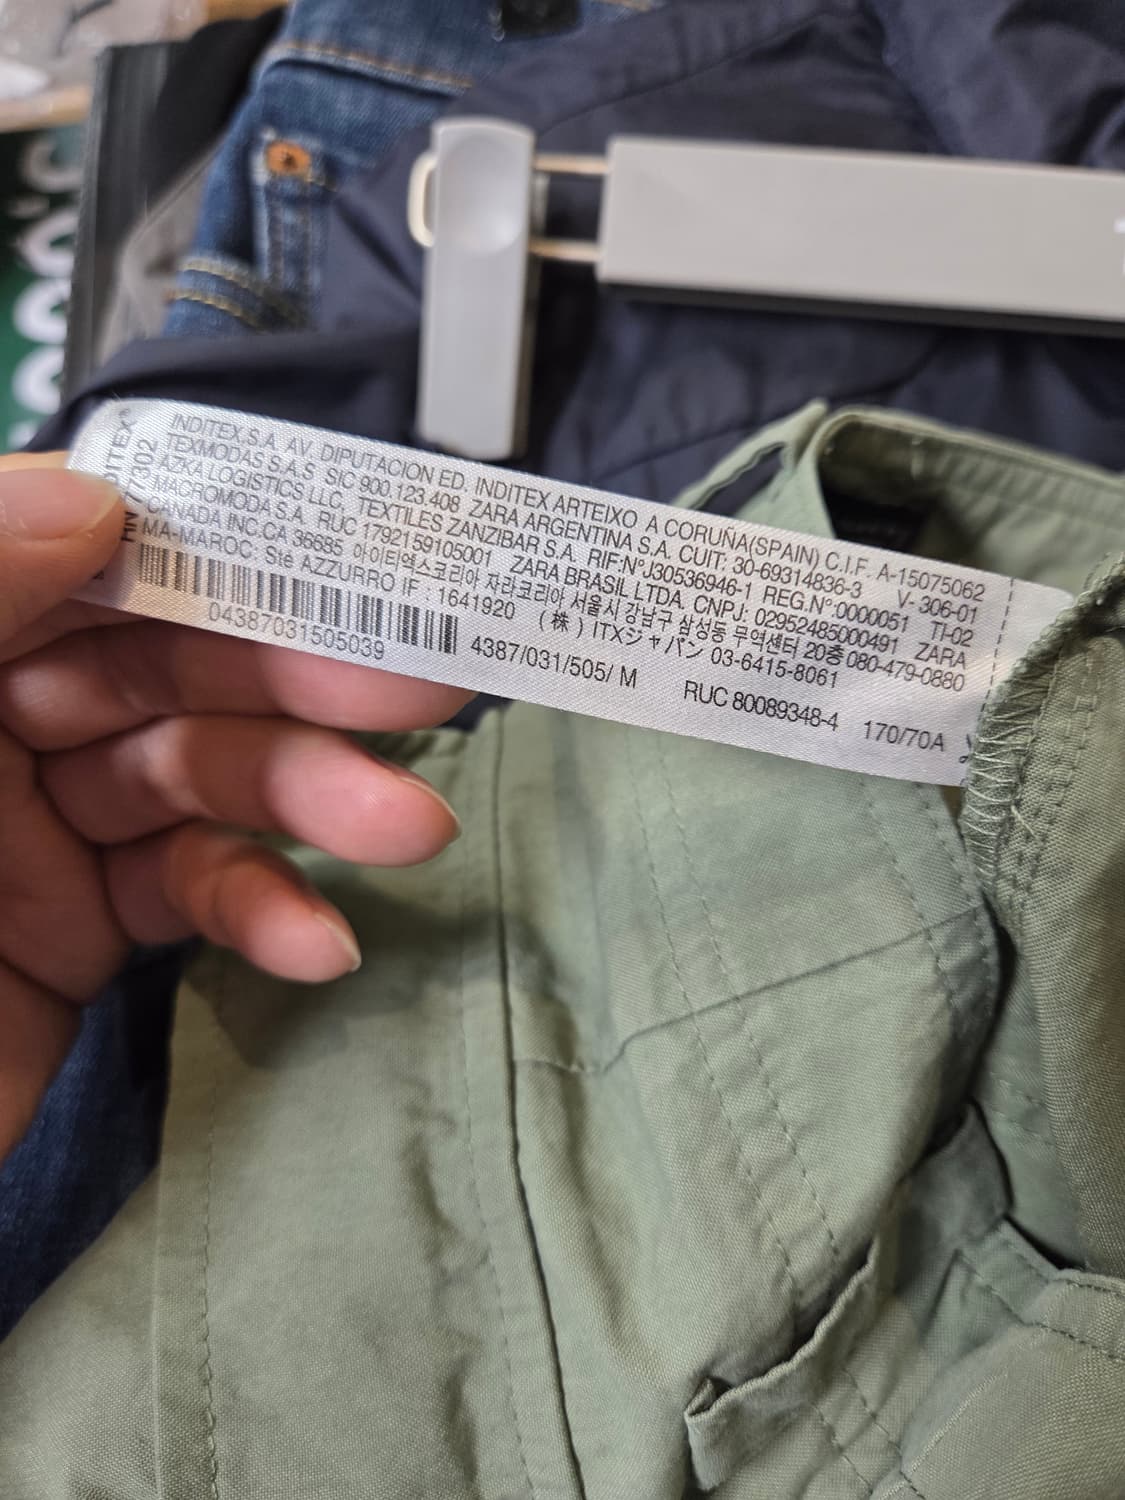 INDITEX.S.A. AV. DIPUTACION ED. INDITEX ARTEIXO A CORUÑA(SPAIN) C.I.F. A-15075062
TEXMODAS S.A.S SIC 900.123.408 ZARA ARGENTINA S.A. CUIT: 30-69314836-3 V- 306-01
AZKA LOGISTICS LLC, TEXTILES ZANZIBAR S.A. RIF:N°J30536946-1 REG.N°:0000051 TI-02
MACROMODA S.A. RUC 1792159105001 ZARA BRASIL LTDA. CNPJ: 02952485000491 ZARA
CANADA INC.CA 36685 아이티엑스코리아 자라코리아 서울시 강남구 삼성동 무역센터 20층 080-479-0880
MA-MAROC: Sté AZZURRO IF : 1641920 (株) ITXジャパン 03-6415-8061
04387031505039
4387/031/505/ M RUC 80089348-4 170/70A